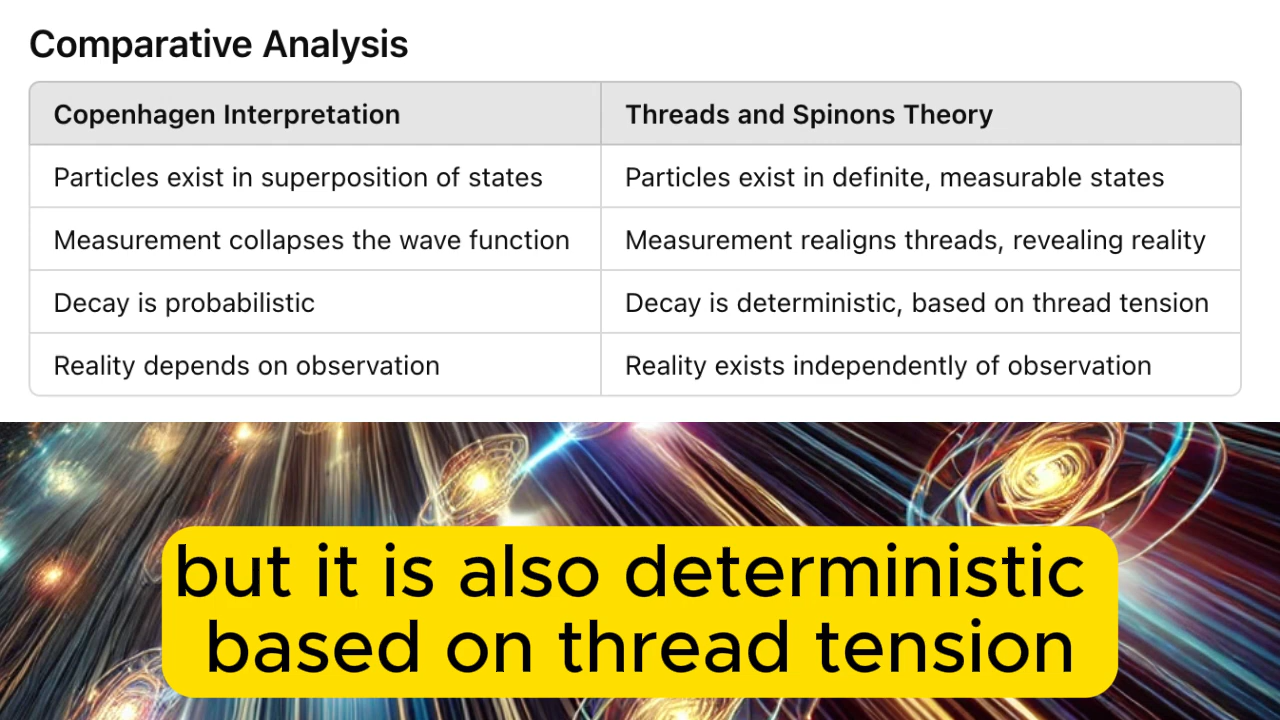 Comparative Analysis
Copenhagen Interpretation
Threads and Spinons Theory
Particles exist in superposition of states
Particles exist in definite, measurable states
Measurement collapses the wave function
Measurement realigns threads, revealing reality
Decay is probabilistic
Decay is deterministic, based on thread tension
Reality depends on observation
Reality exists independently of observation
but it is also deterministic
based on thread tension